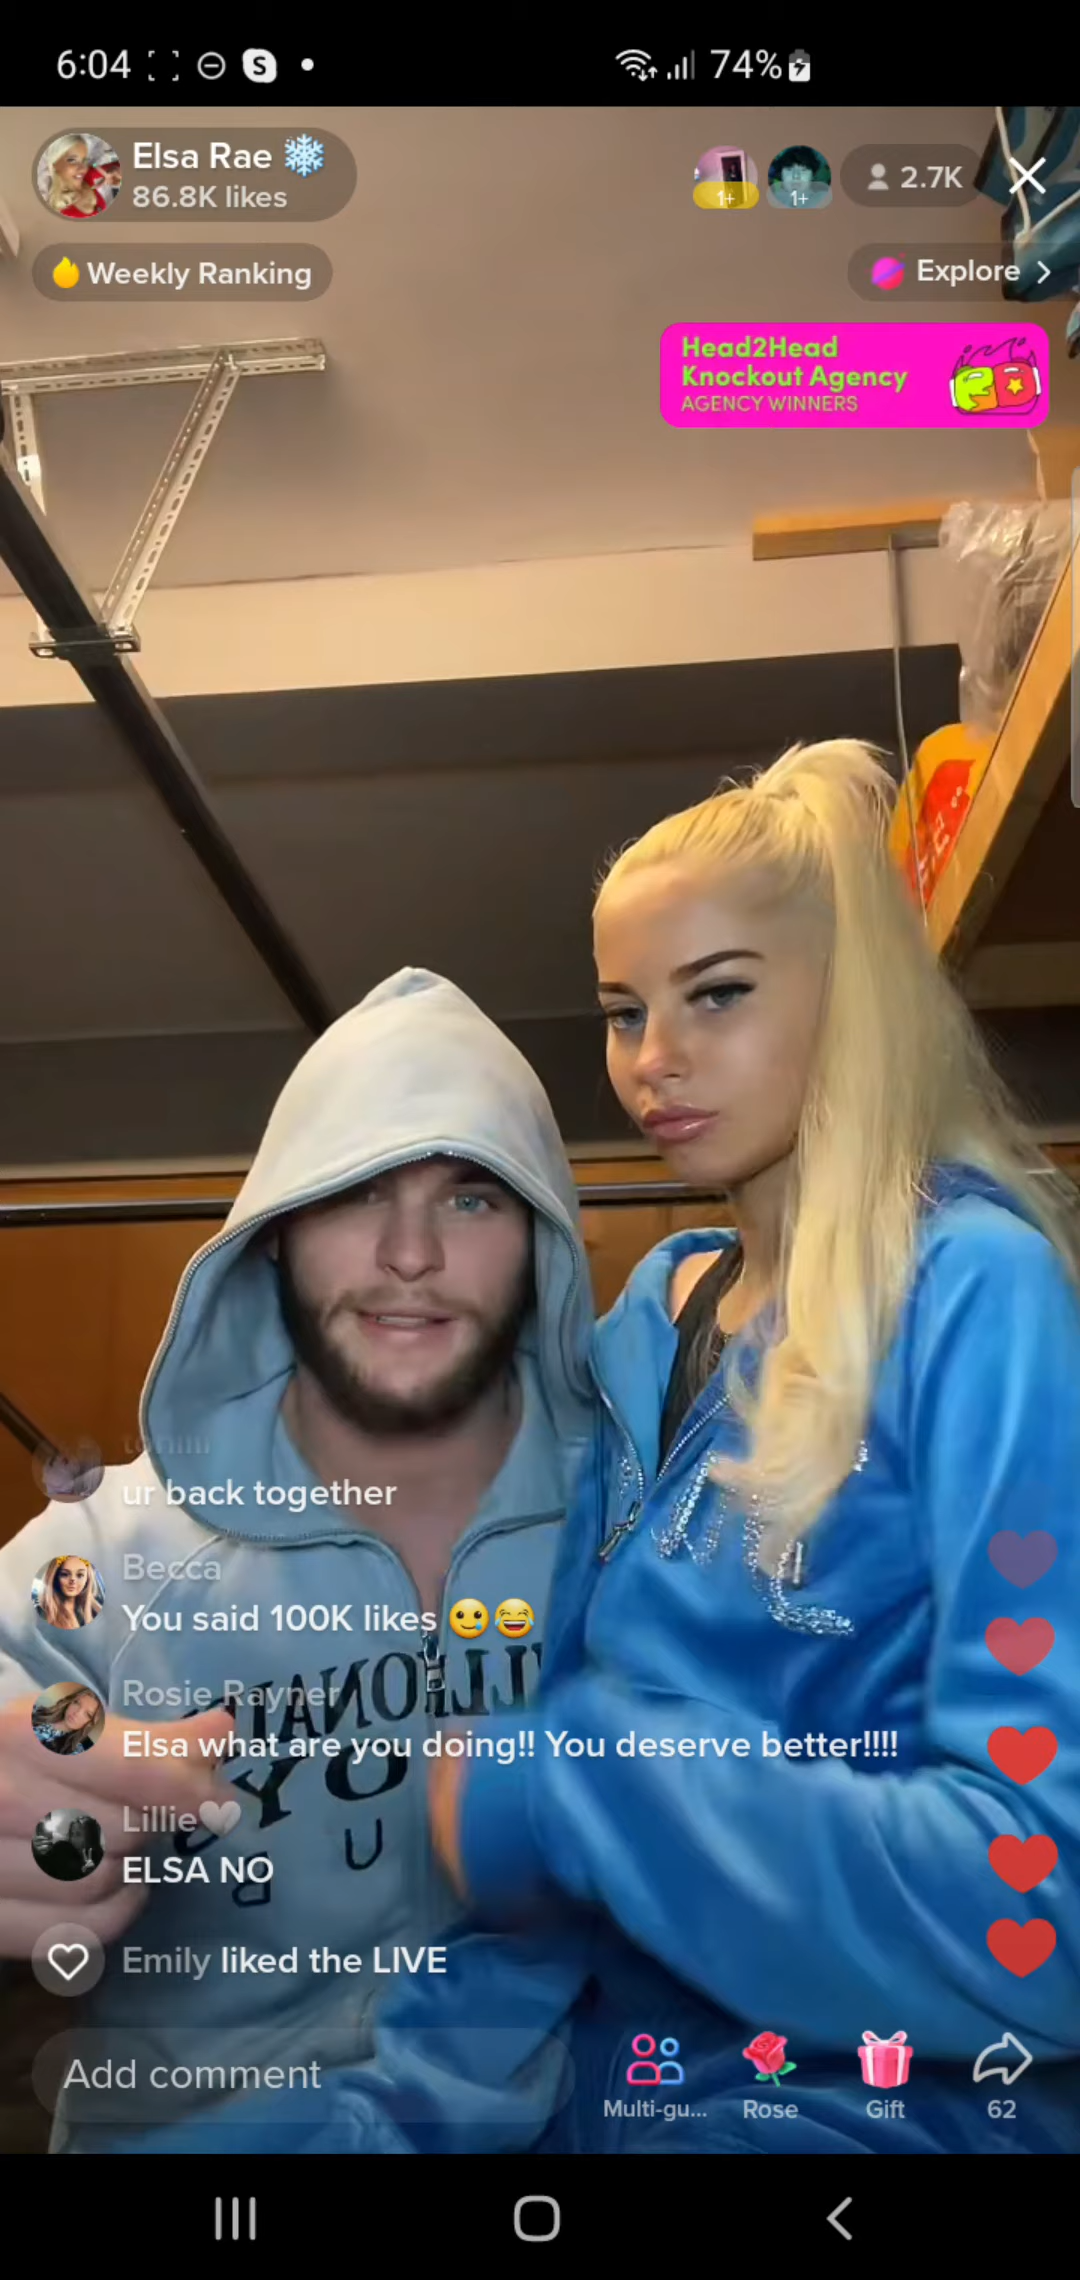 6:04
74%
Elsa Rae ❄️
86.8K likes
1+
1+
2.7K
Weekly Ranking
Explore >
Head2Head
Knockout Agency
AGENCY WINNERS
ur back together
Becca
You said 100K likes 🥲😂
Rosie Rayner
Elsa what are you doing!! You deserve better!!!!
Lillie🤍
ELSA NO
Emily liked the LIVE
Add comment
Multi-gu...
Rose
Gift
62